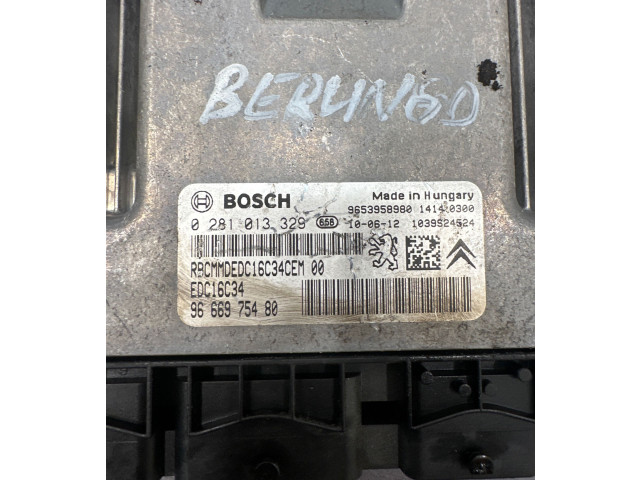 BERLINGO
BOSCH
Made in Hungary
9653958980 1414 0300
0 281 013 329 656 10-06-12 1039S24524
RBCMMDEDC16C34CEM 00
EDC16C34
96 669 754 80